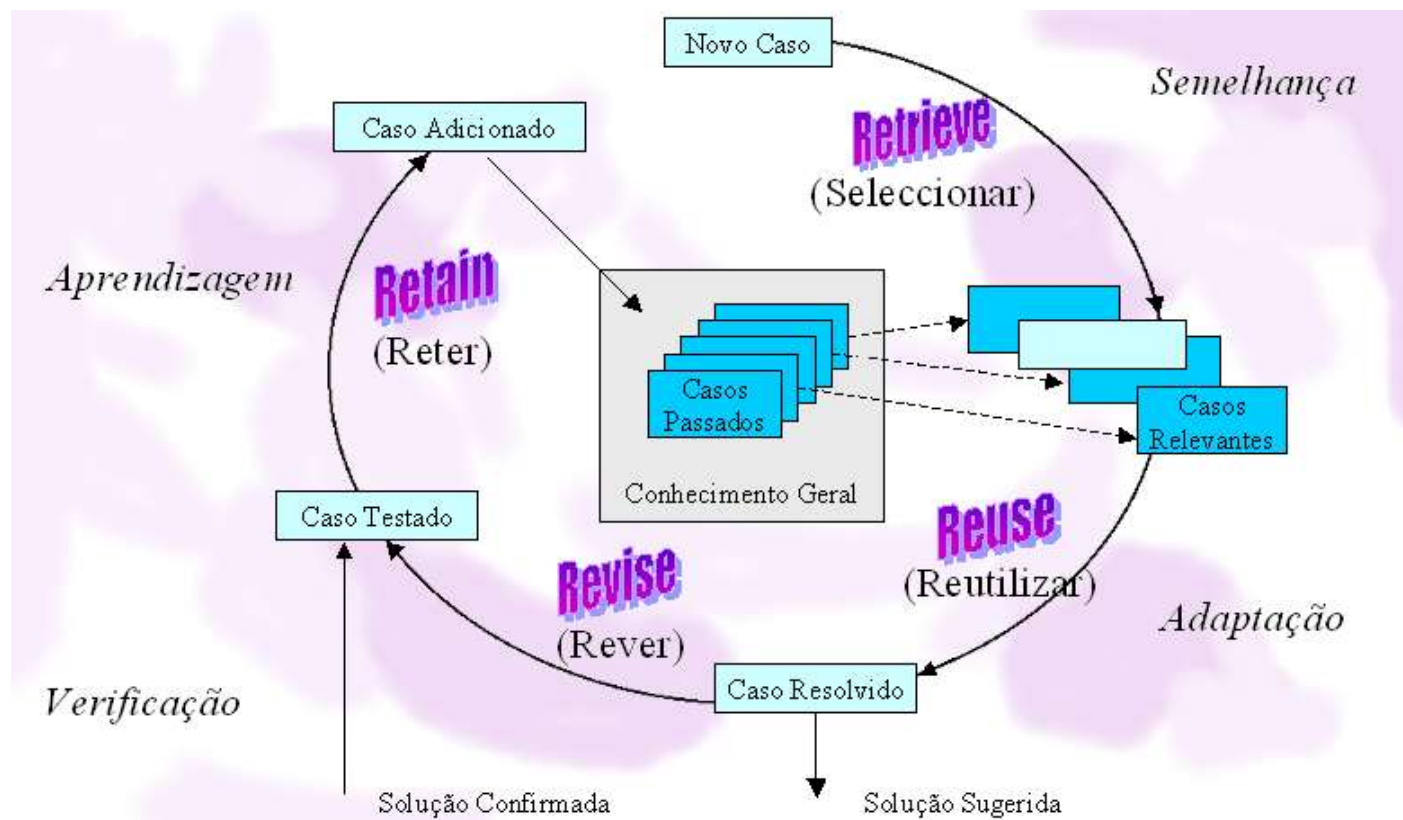 Novo Caso
Semelhança
Retrieve
(Seleccionar)
Caso Adicionado
Aprendizagem
Retain
(Reter)
Casos
Passados
Conhecimento Geral
Casos
Relevantes
Reuse
(Reutilizar)
Adaptação
Caso Testado
Revise
(Rever)
Caso Resolvido
Verificação
Solução Confirmada
Solução Sugerida